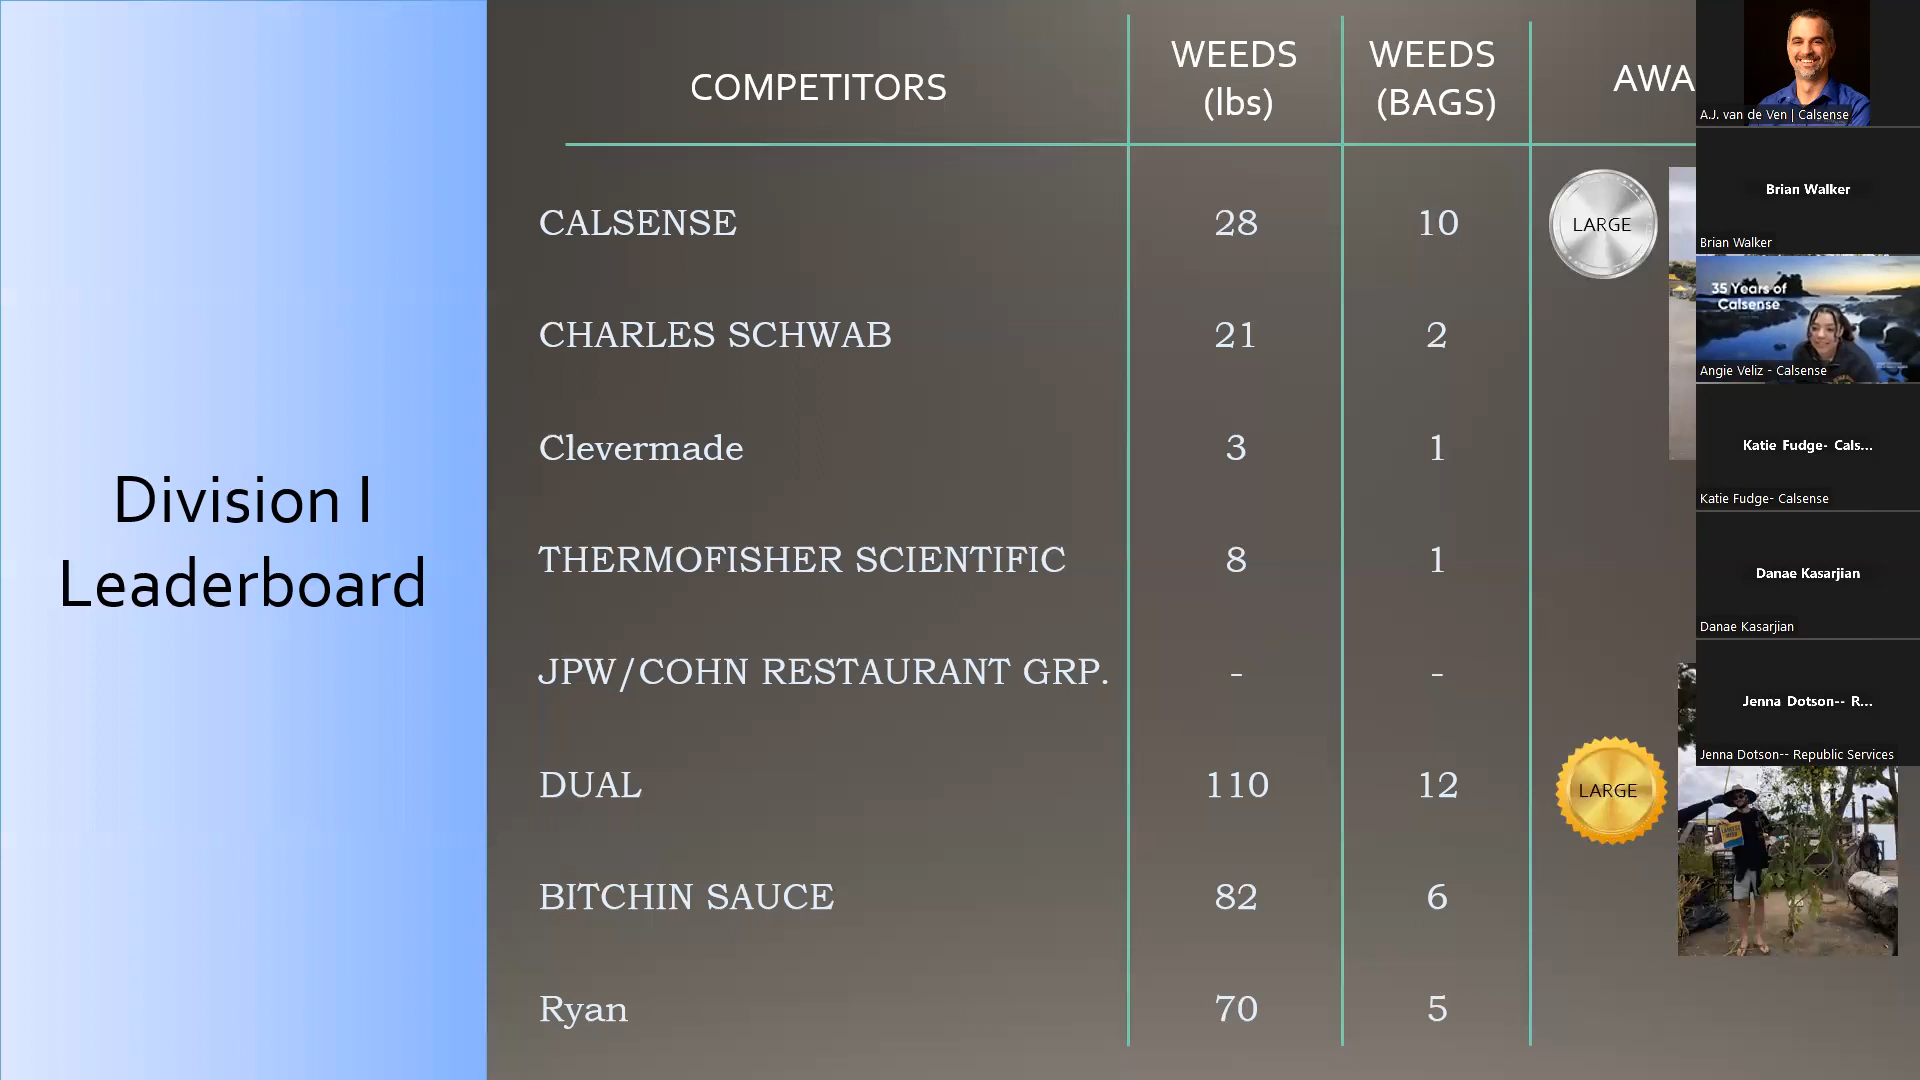 Division I
Leaderboard
COMPETITORS
WEEDS
(lbs)
WEEDS
(BAGS)
AWA
CALSENSE 28 10 LARGE
CHARLES SCHWAB 21 2
Clevermade 3 1
THERMOFISHER SCIENTIFIC 8 1
JPW/COHN RESTAURANT GRP. - -
DUAL 110 12 LARGE
BITCHIN SAUCE 82 6
Ryan 70 5
A.J. van de Ven | Calsense
Brian Walker
Brian Walker
35 Years of
Calsense
Angie Veliz - Calsense
Katie Fudge- Cals...
Katie Fudge- Calsense
Danae Kasarjian
Danae Kasarjian
Jenna Dotson-- R...
Jenna Dotson-- Republic Services